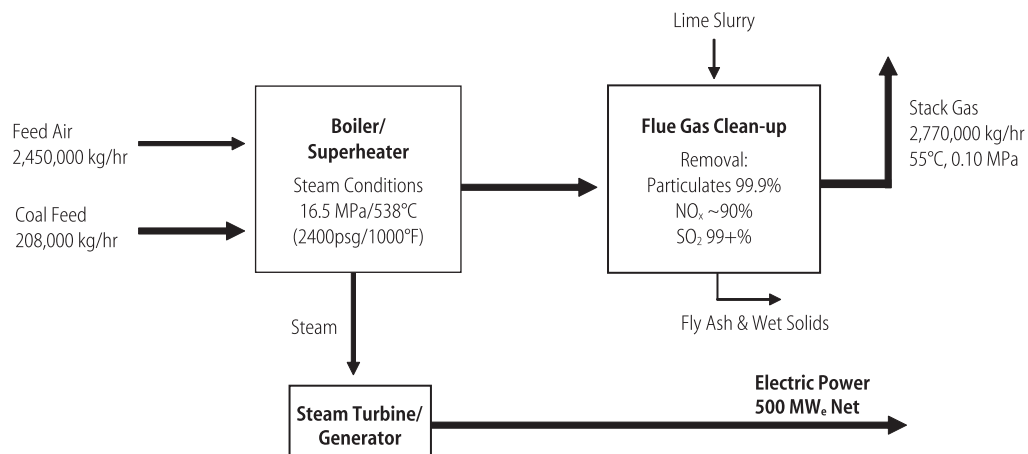 Lime Slurry
Feed Air
2,450,000 kg/hr
Coal Feed
208,000 kg/hr
Boiler/
Superheater
Steam Conditions
16.5 MPa/538°C
(2400psg/1000°F)
Flue Gas Clean-up
Removal:
Particulates 99.9%
NOₓ ~90%
SO₂ 99+%
Stack Gas
2,770,000 kg/hr
55°C, 0.10 MPa
Steam
Fly Ash & Wet Solids
Steam Turbine/
Generator
Electric Power
500 MWₑ Net